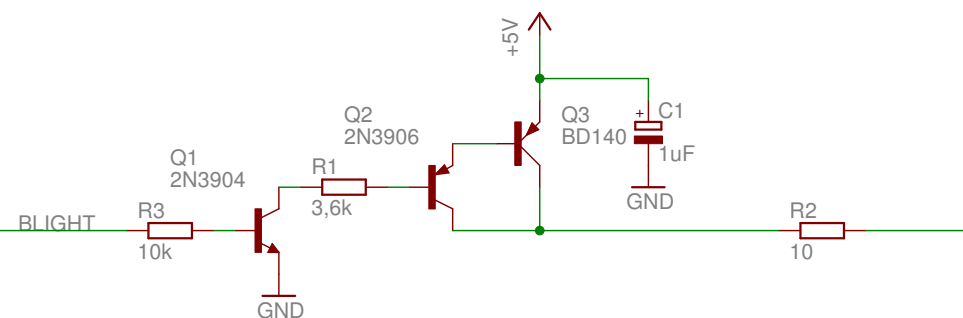 +5V
Q2
2N3906
Q3
BD140
+
C1
1uF
GND
Q1
2N3904
R1
3,6k
BLIGHT
R3
10k
GND
R2
10